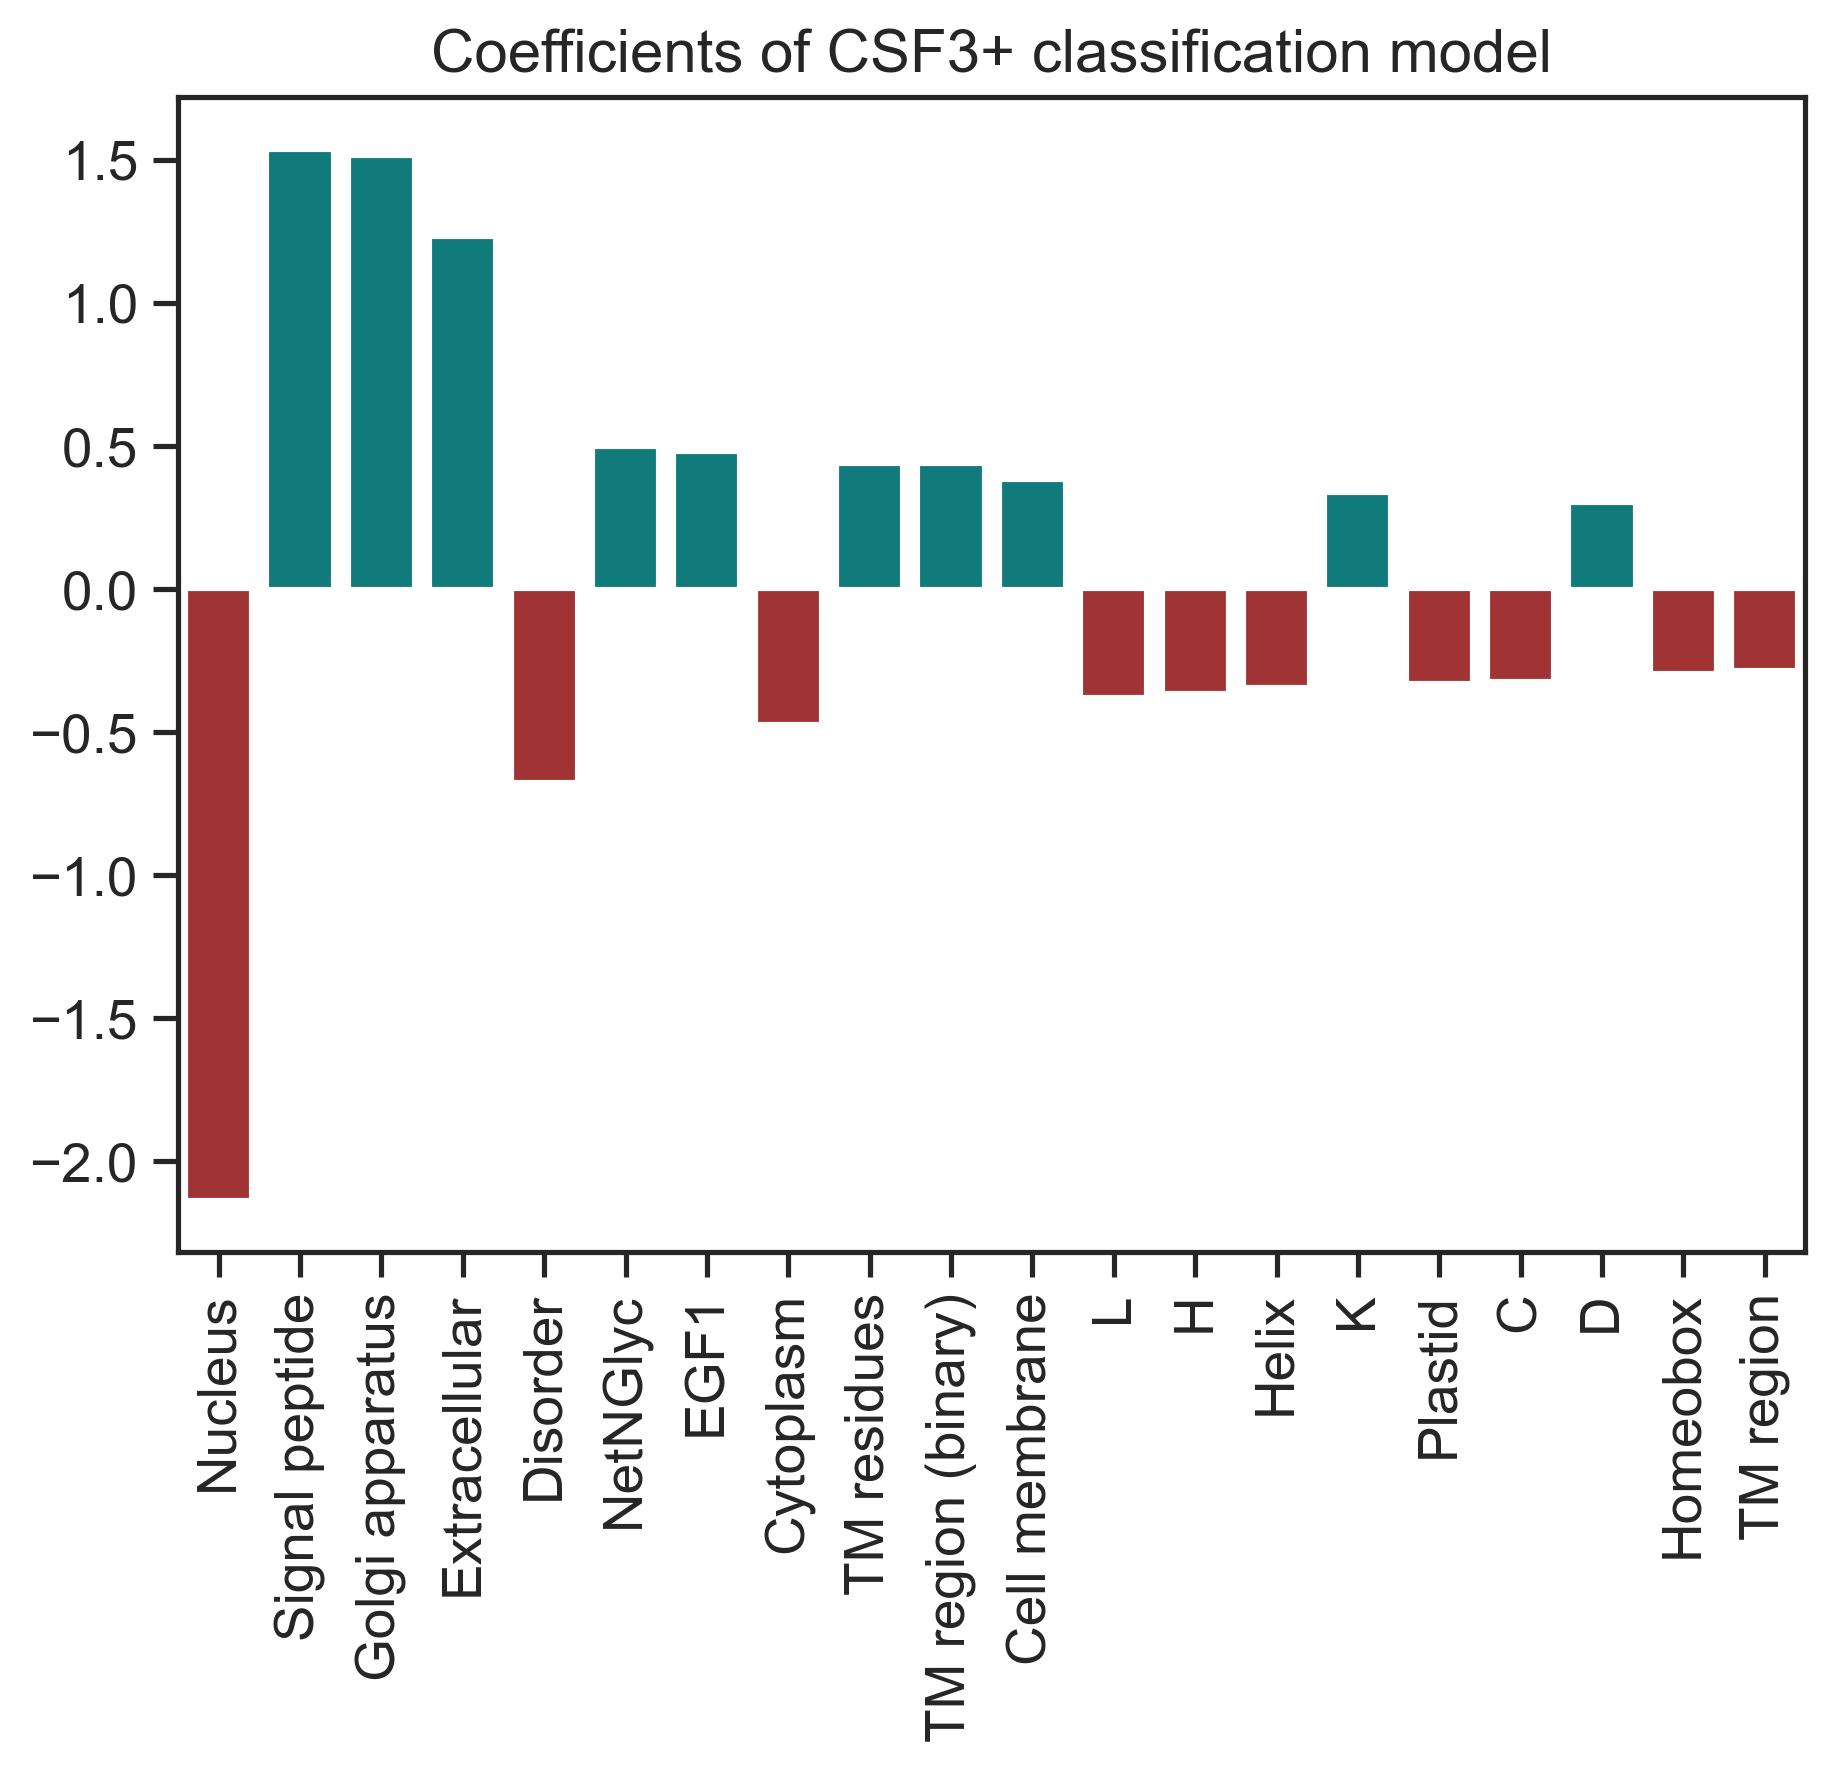 Coefficients of CSF3+ classification model
1.5
1.0
0.5
0.0
−0.5
−1.0
−1.5
−2.0
Nucleus
Signal peptide
Golgi apparatus
Extracellular
Disorder
NetNGlyc
EGF1
Cytoplasm
TM residues
TM region (binary)
Cell membrane
L
H
Helix
K
Plastid
C
D
Homeobox
TM region